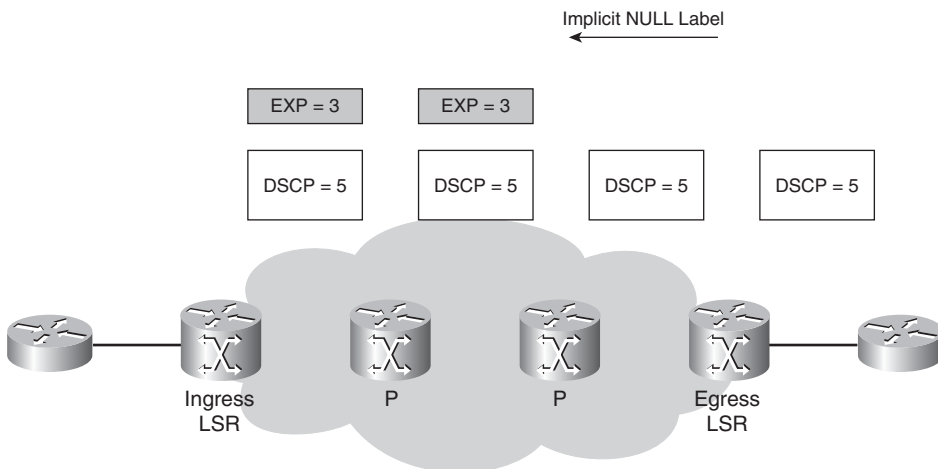 Implicit NULL Label
EXP = 3
EXP = 3
DSCP = 5
DSCP = 5
DSCP = 5
DSCP = 5
Ingress
LSR
P
P
Egress
LSR